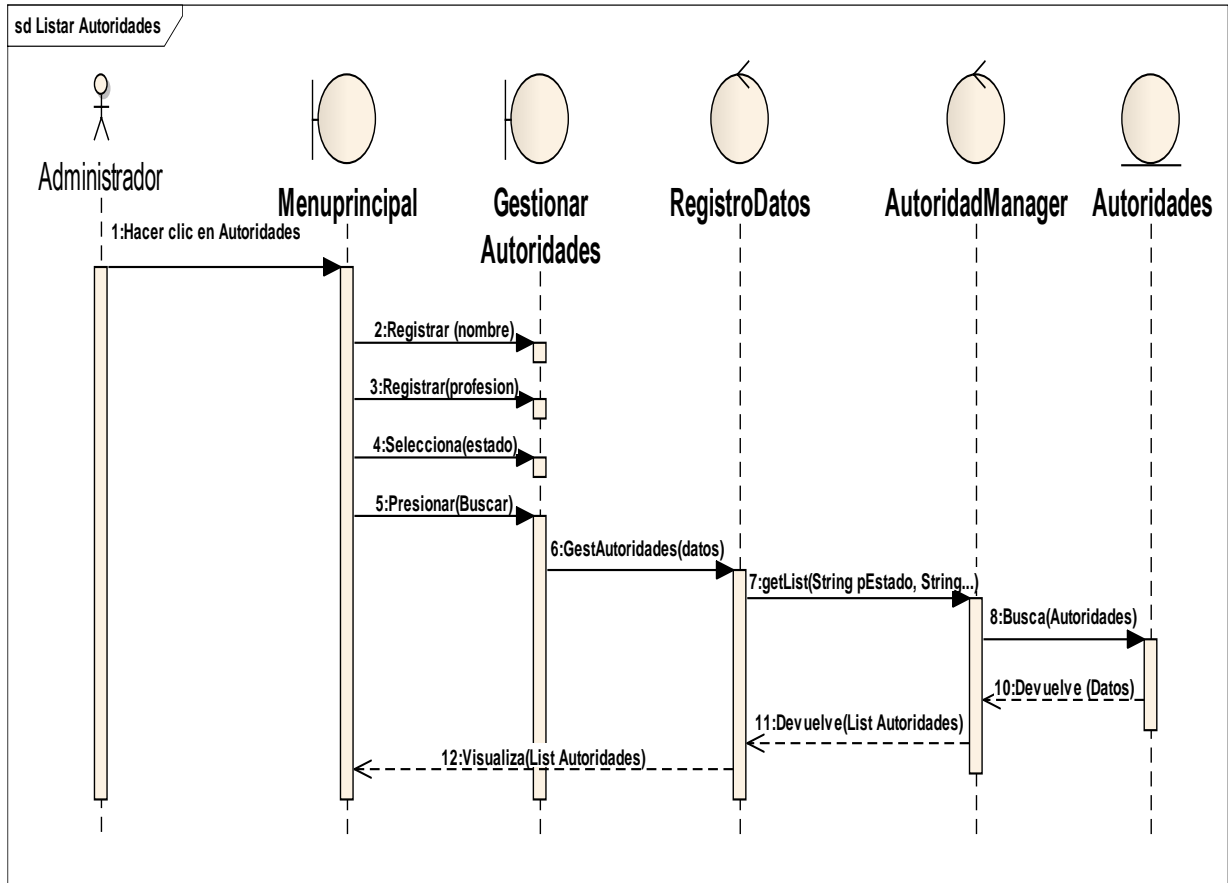 sd Listar Autoridades
Administrador
Menuprincipal
Gestionar
Autoridades
RegistroDatos
AutoridadManager
Autoridades
1:Hacer clic en Autoridades
2:Registrar (nombre)
3:Registrar(profesion)
4:Selecciona(estado)
5:Presionar(Buscar)
6:GestAutoridades(datos)
7:getList(String pEstado, String...)
8:Busca(Autoridades)
10:Devuelve (Datos)
11:Devuelve(List Autoridades)
12:Visualiza(List Autoridades)